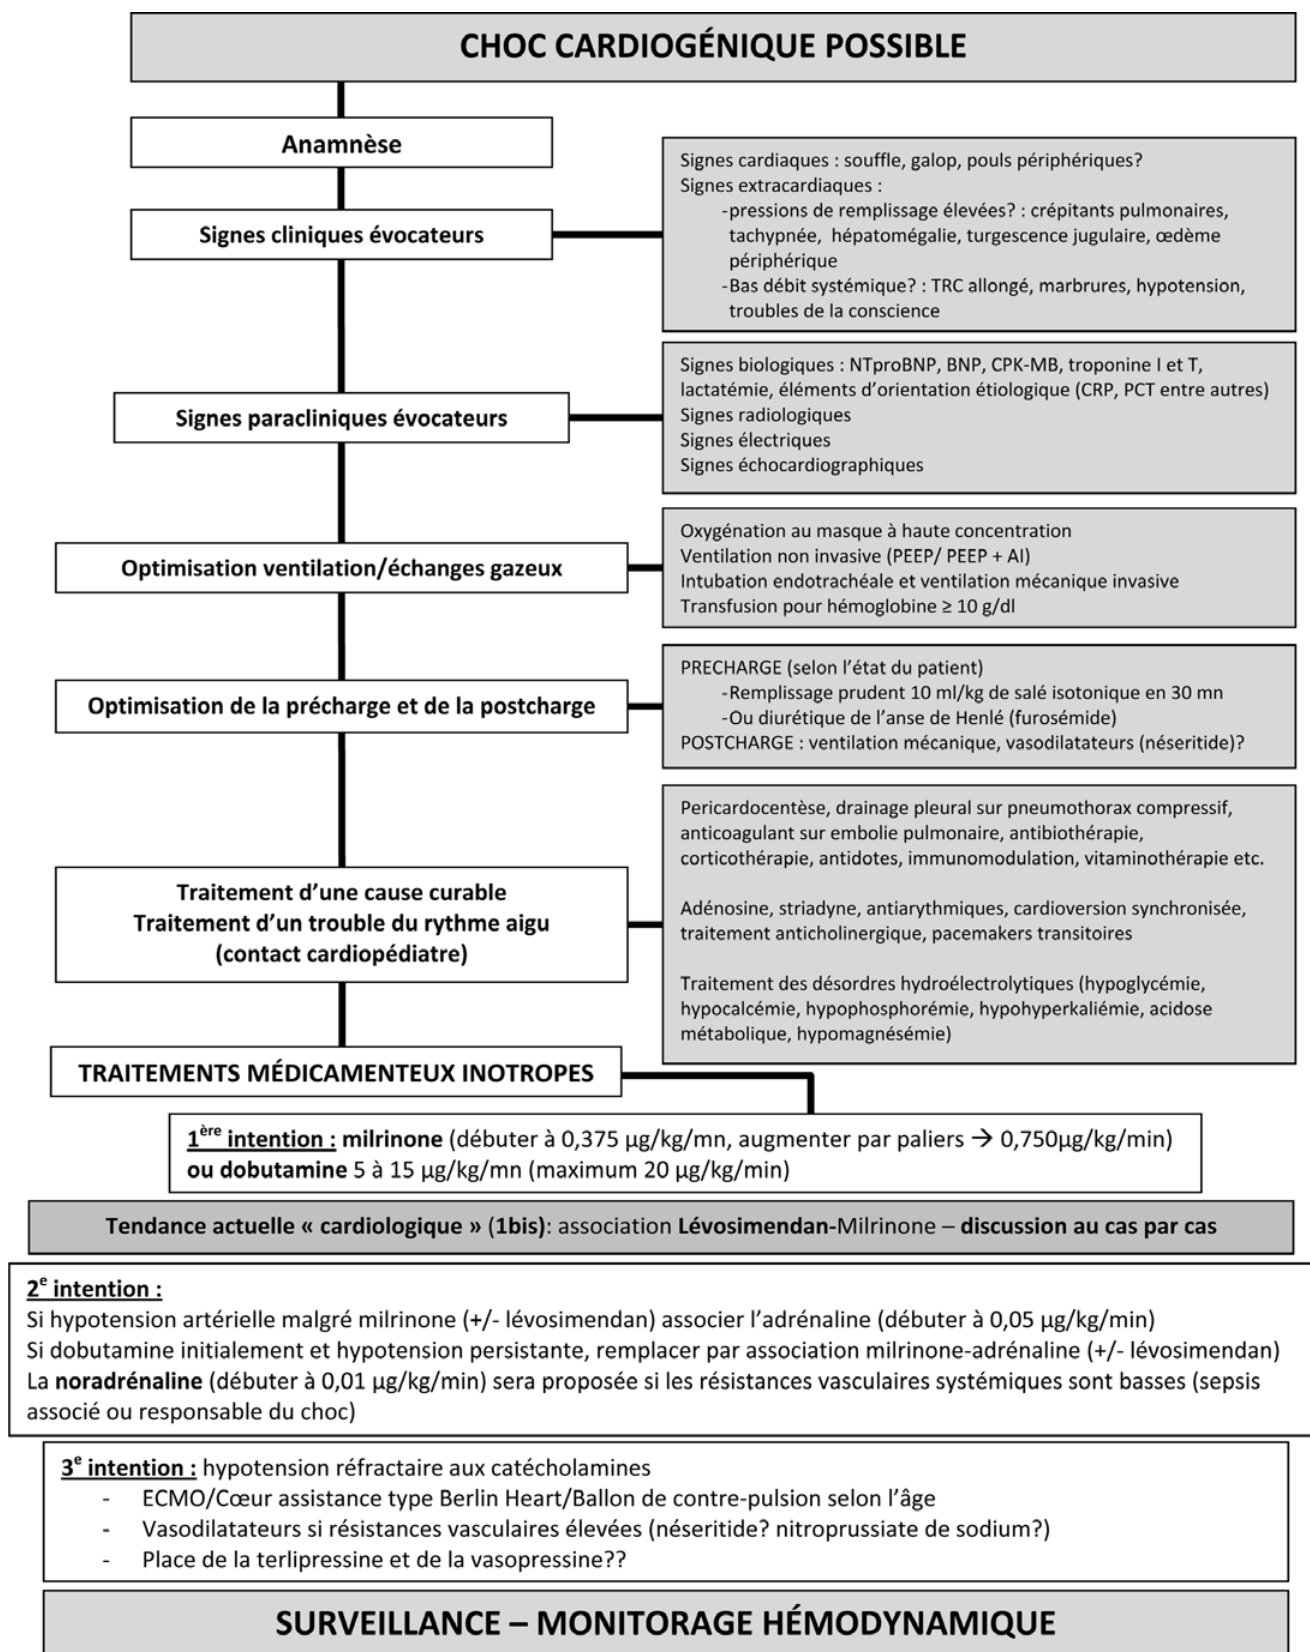 CHOC CARDIOGÉNIQUE POSSIBLE
Anamnèse
Signes cliniques évocateurs
Signes cardiaques : souffle, galop, pouls périphériques?
Signes extracardiaques :
-pressions de remplissage élevées? : crépitants pulmonaires,
tachypnée, hépatomégalie, turgescence jugulaire, œdème
périphérique
-Bas débit systémique? : TRC allongé, marbrures, hypotension,
troubles de la conscience
Signes paracliniques évocateurs
Signes biologiques : NTproBNP, BNP, CPK-MB, troponine I et T,
lactatémie, éléments d'orientation étiologique (CRP, PCT entre autres)
Signes radiologiques
Signes électriques
Signes échocardiographiques
Optimisation ventilation/échanges gazeux
Oxygénation au masque à haute concentration
Ventilation non invasive (PEEP/ PEEP + AI)
Intubation endotrachéale et ventilation mécanique invasive
Transfusion pour hémoglobine ≥ 10 g/dl
Optimisation de la précharge et de la postcharge
PRECHARGE (selon l'état du patient)
-Remplissage prudent 10 ml/kg de salé isotonique en 30 mn
-Ou diurétique de l'anse de Henlé (furosémide)
POSTCHARGE : ventilation mécanique, vasodilatateurs (néseritide)?
Traitement d'une cause curable
Traitement d'un trouble du rythme aigu
(contact cardiopédiatre)
Pericardocentèse, drainage pleural sur pneumothorax compressif,
anticoagulant sur embolie pulmonaire, antibiothérapie,
corticothérapie, antidotes, immunomodulation, vitaminothérapie etc.
Adénosine, striadyne, antiarythmiques, cardioversion synchronisée,
traitement anticholinergique, pacemakers transitoires
Traitement des désordres hydroélectrolytiques (hypoglycémie,
hypocalcémie, hypophosphorémie, hypohyperkaliémie, acidose
métabolique, hypomagnésémie)
TRAITEMENTS MÉDICAMENTEUX INOTROPES
1ère intention : milrinone (débuter à 0,375 µg/kg/mn, augmenter par paliers → 0,750µg/kg/min)
ou dobutamine 5 à 15 µg/kg/mn (maximum 20 µg/kg/min)
Tendance actuelle « cardiologique » (1bis): association Lévosimendan-Milrinone – discussion au cas par cas
2e intention :
Si hypotension artérielle malgré milrinone (+/- lévosimendan) associer l'adrénaline (débuter à 0,05 µg/kg/min)
Si dobutamine initialement et hypotension persistante, remplacer par association milrinone-adrénaline (+/- lévosimendan)
La noradrénaline (débuter à 0,01 µg/kg/min) sera proposée si les résistances vasculaires systémiques sont basses (sepsis
associé ou responsable du choc)
3e intention : hypotension réfractaire aux catécholamines
- ECMO/Cœur assistance type Berlin Heart/Ballon de contre-pulsion selon l'âge
- Vasodilatateurs si résistances vasculaires élevées (néseritide? nitroprussiate de sodium?)
- Place de la terlipressine et de la vasopressine??
SURVEILLANCE – MONITORAGE HÉMODYNAMIQUE